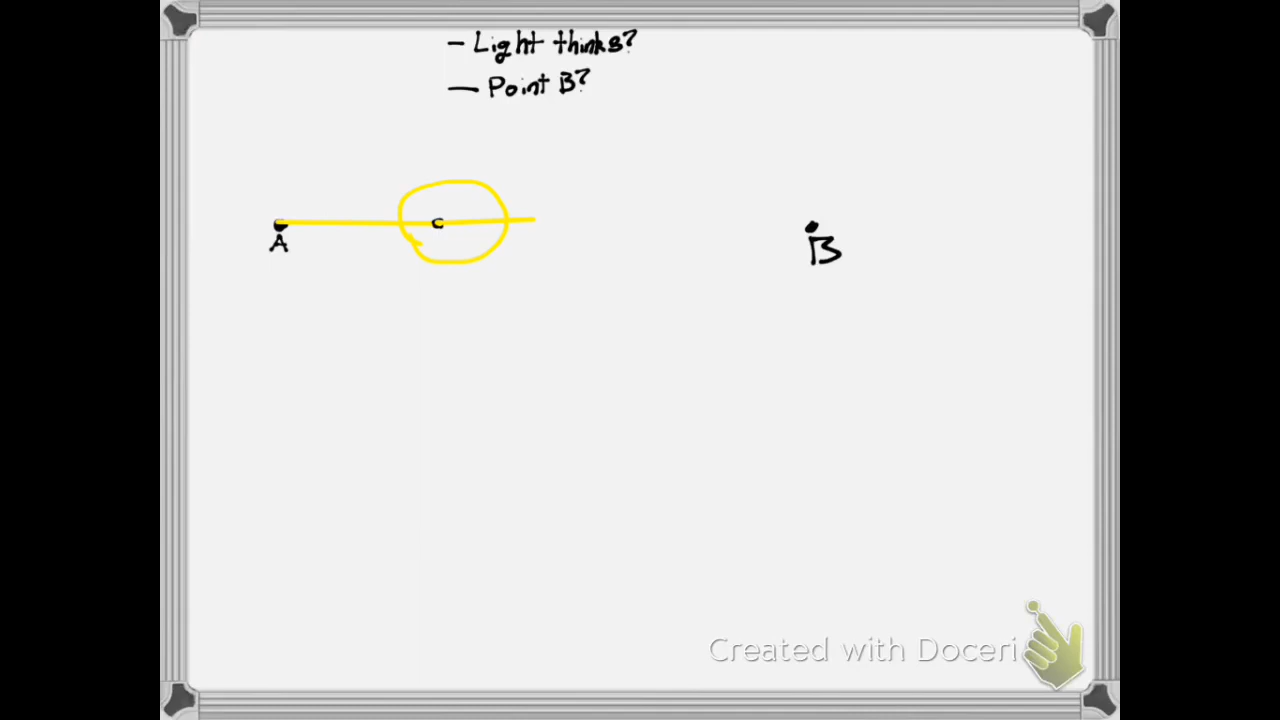 - Light thinks?
- Point B?
C
A
B
Created with Doceri